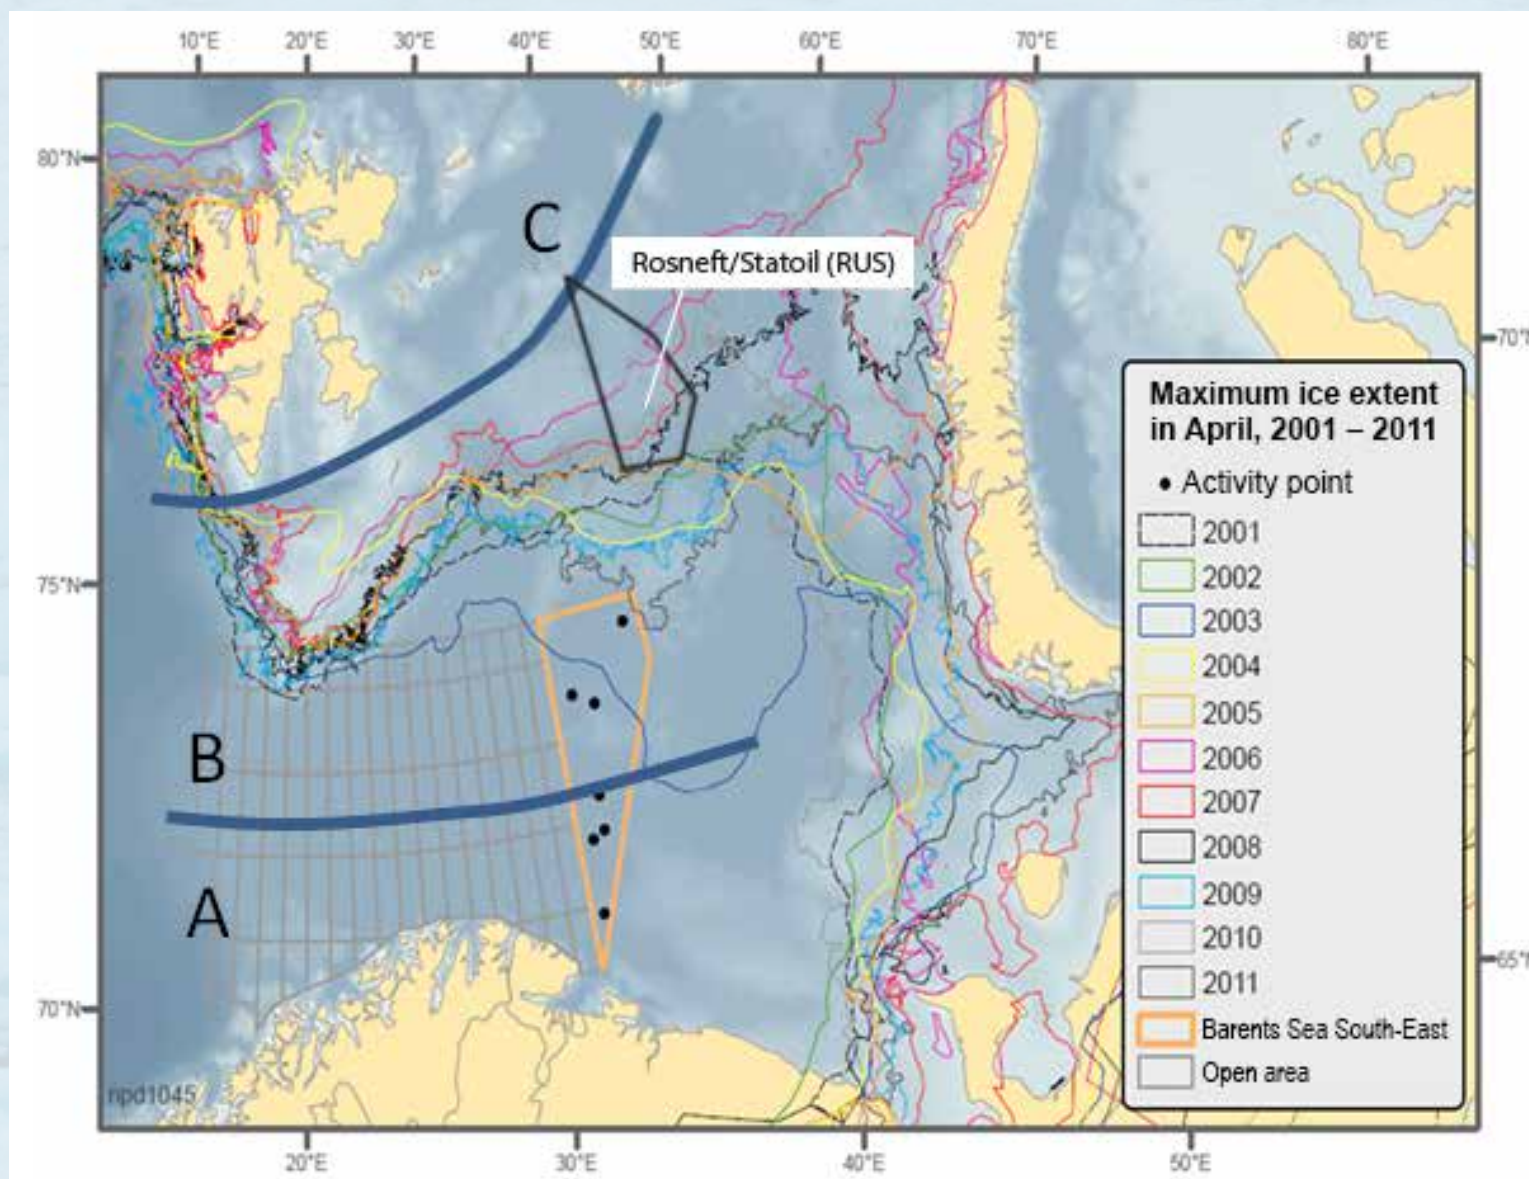 10°E 20°E 30°E 40°E 50°E 60°E 70°E 80°E
80°N
C
Rosneft/Statoil (RUS)
70°
Maximum ice extent
in April, 2001 – 2011
• Activity point
2001
2002
2003
2004
2005
2006
2007
2008
2009
2010
2011
Barents Sea South-East
Open area
75°N
B
A
65°
70°N
npd1045
20°E 30°E 40°E 50°E